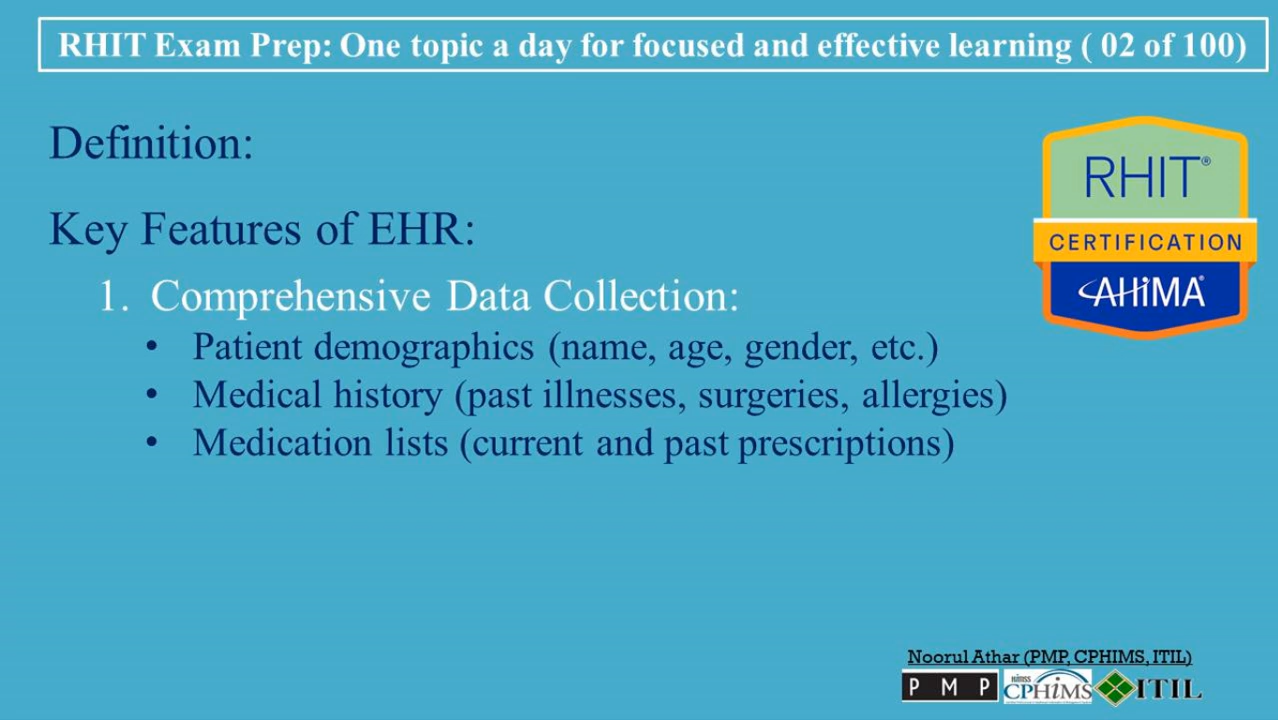 RHIT Exam Prep: One topic a day for focused and effective learning ( 02 of 100)
Definition:
Key Features of EHR:
1. Comprehensive Data Collection:
• Patient demographics (name, age, gender, etc.)
• Medical history (past illnesses, surgeries, allergies)
• Medication lists (current and past prescriptions)
RHIT®
CERTIFICATION
AHiMA®
Noorul Athar (PMP, CPHIMS, ITIL)
PMP
himss
CPHiMS
ITIL